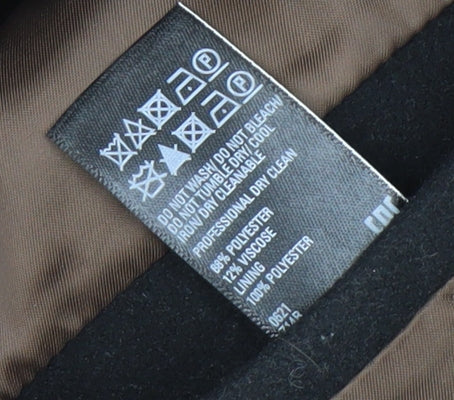 P
P
DO NOT WASH/ DO NOT BLEACH/
DO NOT TUMBLE DRY/ COOL
IRON/ DRY CLEANABLE
PROFESSIONAL DRY CLEAN
88% POLYESTER
12% VISCOSE
LINING
100% POLYESTER
0621